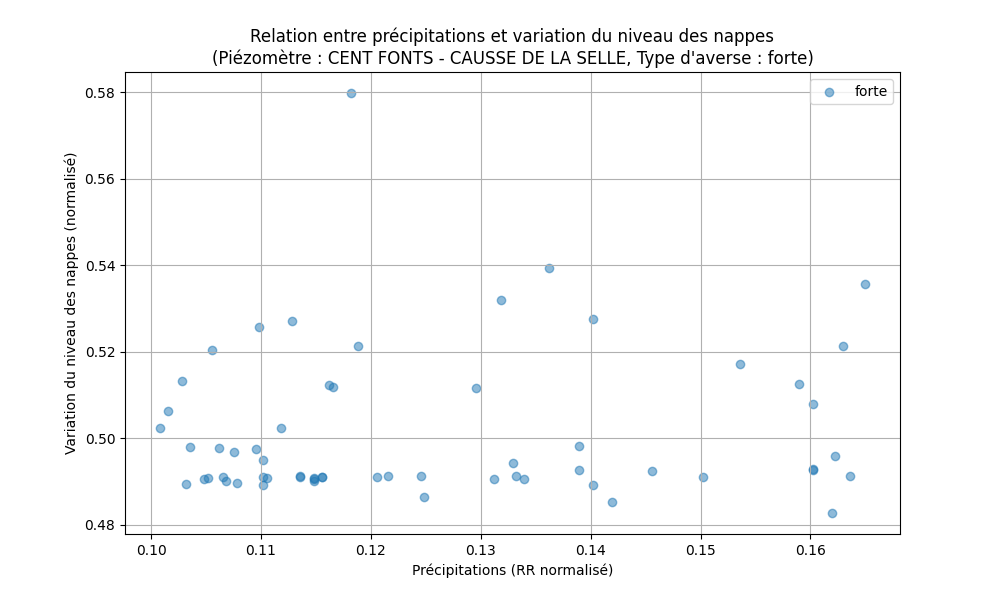 Relation entre précipitations et variation du niveau des nappes
(Piézomètre : CENT FONTS - CAUSSE DE LA SELLE, Type d'averse : forte)
forte
Variation du niveau des nappes (normalisé)
0.58
0.56
0.54
0.52
0.50
0.48
0.10 0.11 0.12 0.13 0.14 0.15 0.16
Précipitations (RR normalisé)